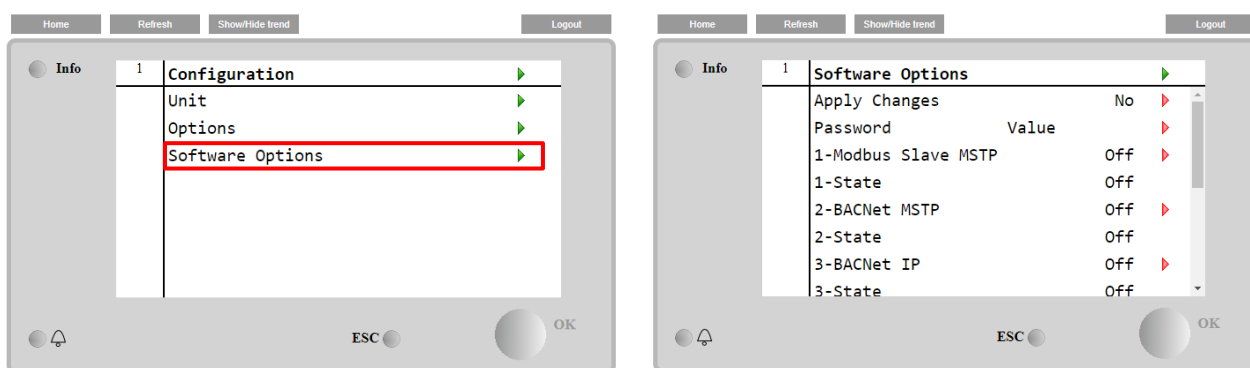 Home Refresh Show/Hide trend Logout
Info
1 Configuration
Unit
Options
Software Options
ESC
OK
Home Refresh Show/Hide trend Logout
Info
1 Software Options
Apply Changes No
Password Value
1-Modbus Slave MSTP Off
1-State Off
2-BACNet MSTP Off
2-State Off
3-BACNet IP Off
3-State Off
ESC
OK